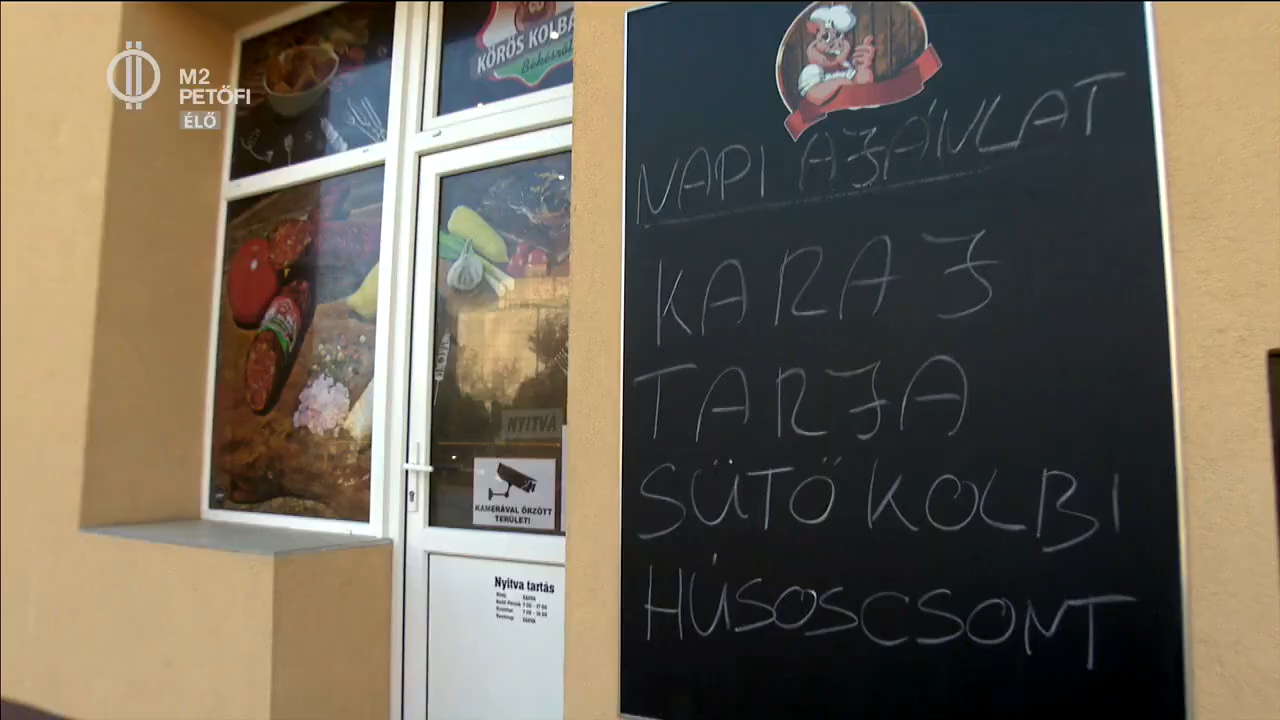 M2
PETŐFI
ÉLŐ
KÖRÖS KOLBÁ
NAPI AJÁNLAT
KARAJ
TARJA
SÜTŐKOLBI
HÚSOSCSONT
NYITVA
KAMERÁVAL ŐRZÖTT
TERÜLET!
Nyitva tartás